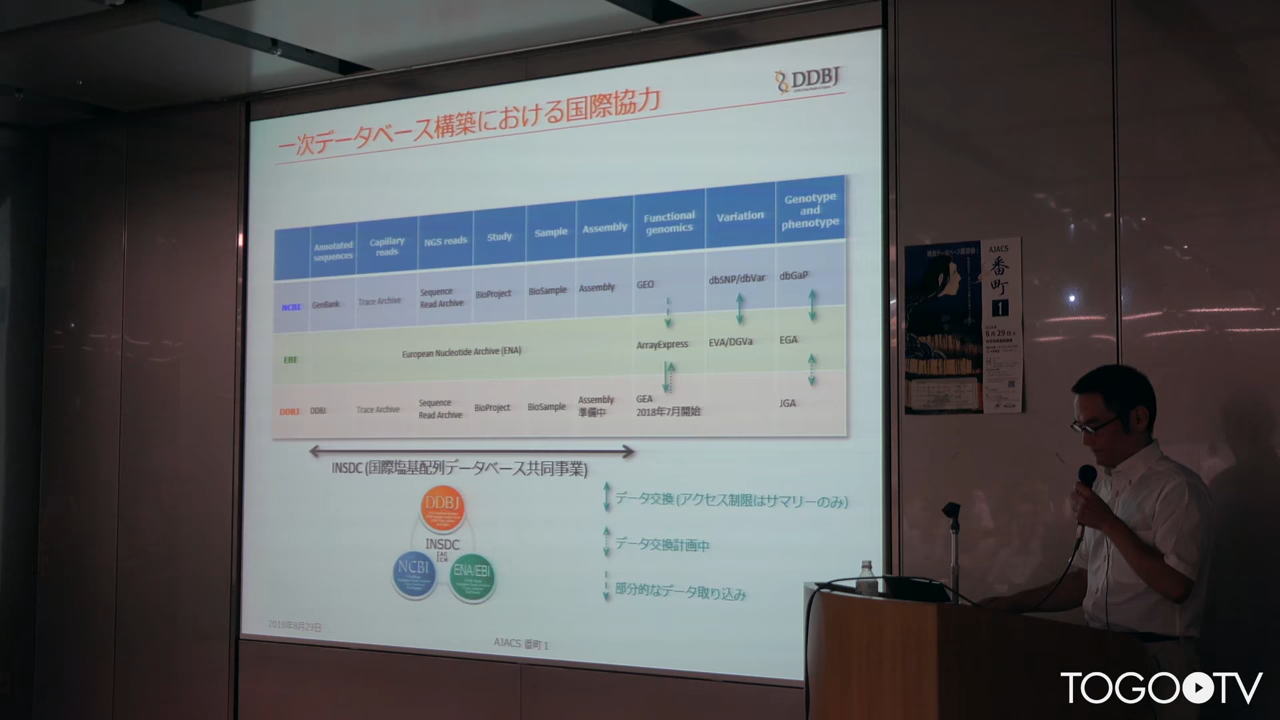 DDBJ
一次データベース構築における国際協力
Annotated sequences
Capillary reads
NGS reads
Study
Sample
Assembly
Functional genomics
Variation
Genotype and phenotype
NCBI
GenBank
Trace Archive
Sequence Read Archive
BioProject
BioSample
Assembly
GEO
dbSNP/dbVar
dbGaP
EBI
European Nucleotide Archive (ENA)
ArrayExpress
EVA/DGVa
EGA
DDBJ
DDBJ
Trace Archive
Sequence Read Archive
BioProject
BioSample
Assembly 準備中
GEA
2018年7月開始
JGA
INSDC (国際塩基配列データベース共同事業)
DDBJ
INSDC
IAC
ICM
NCBI
ENA/EBI
データ交換 (アクセス制限はサマリーのみ)
データ交換計画中
部分的なデータ取り込み
2018年8月29日
AJACS 番町 1
AJACS
番町
1
TOGO TV